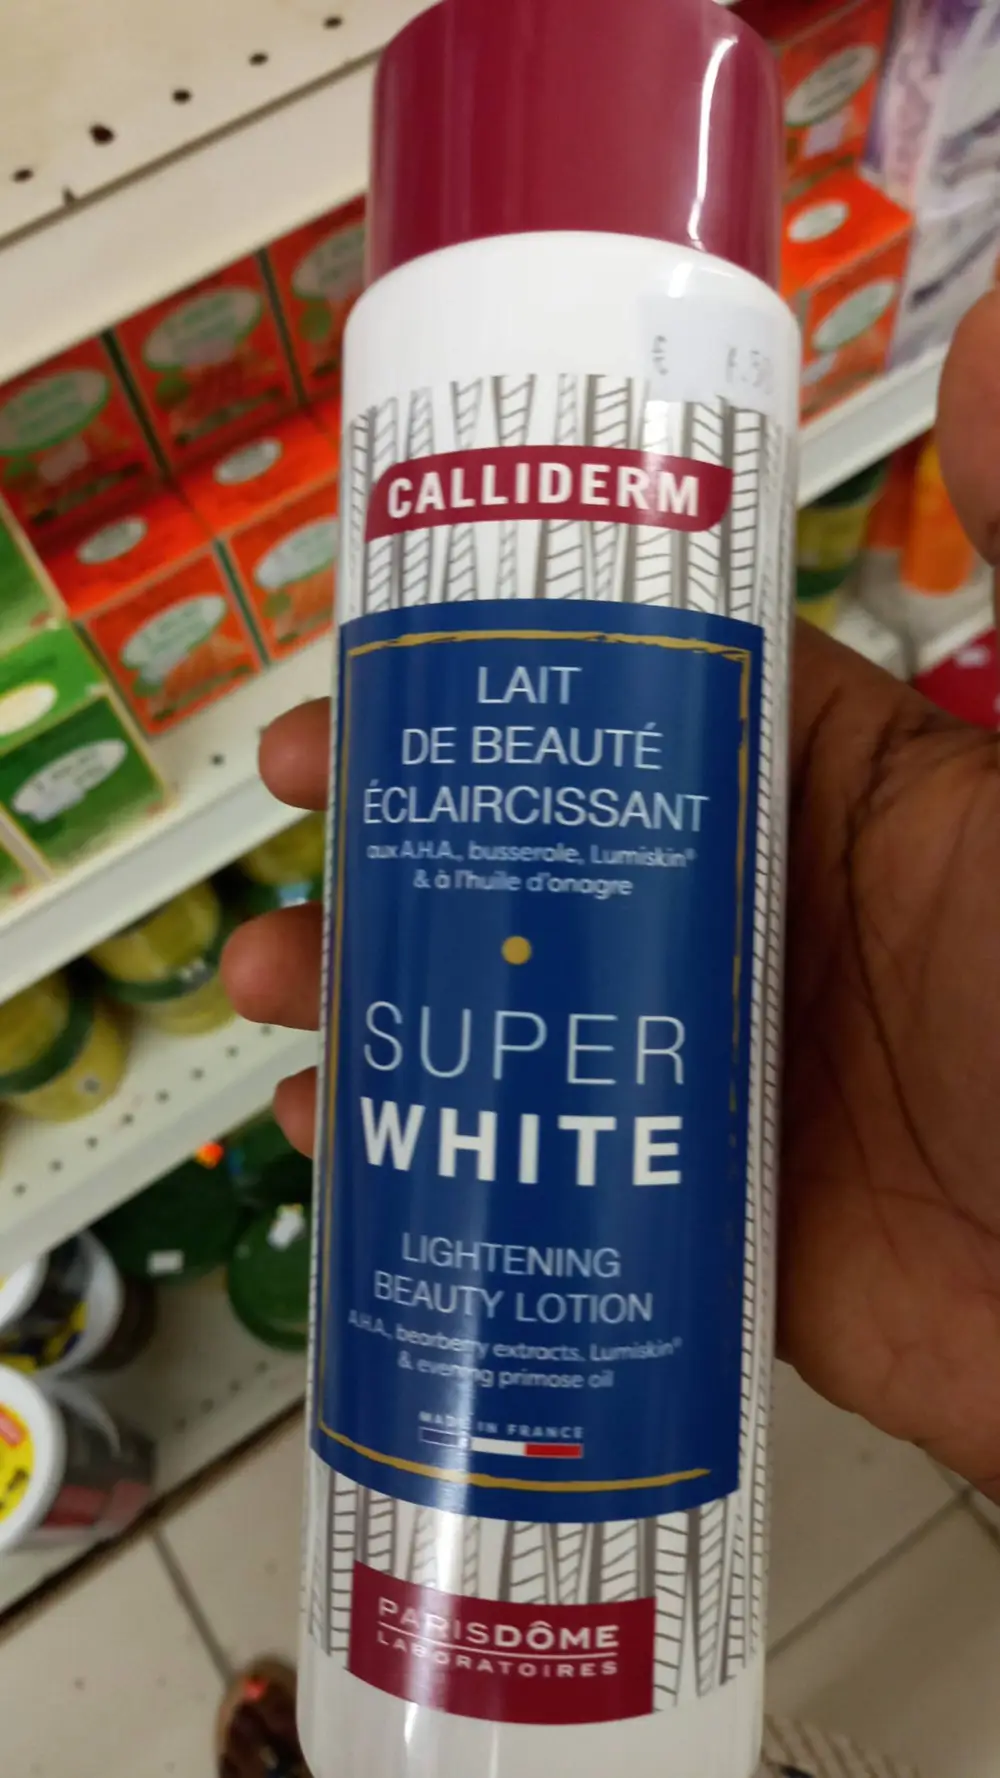 €
CALLIDERM
LAIT
DE BEAUTÉ
ÉCLAIRCISSANT
aux A.H.A., busserole, Lumiskin®
& à l'huile d'onagre
SUPER
WHITE
LIGHTENING
BEAUTY LOTION
A.H.A., bearberry extracts, Lumiskin®
& evening primose oil
MADE IN FRANCE
PARISDÔME
LABORATOIRES